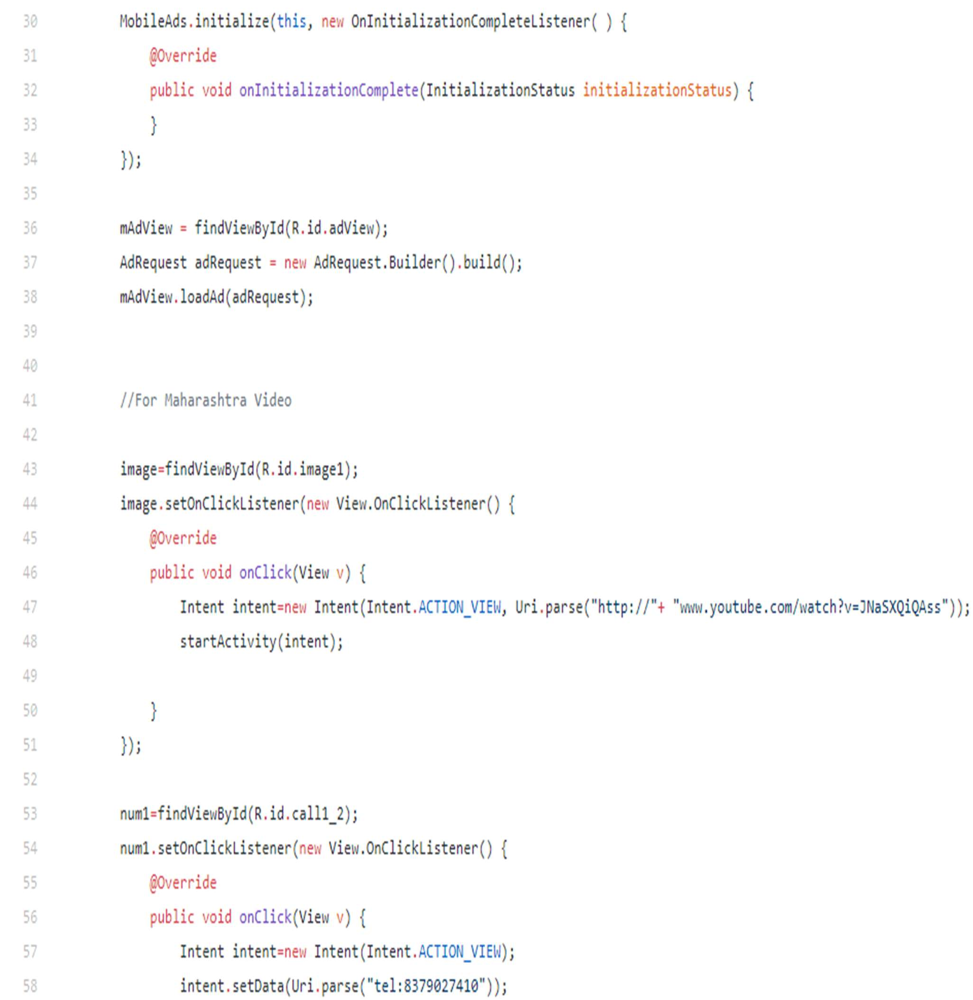 30 MobileAds.initialize(this, new OnInitializationCompleteListener( ) {
31 @Override
32 public void onInitializationComplete(InitializationStatus initializationStatus) {
33 }
34 });
35
36 mAdView = findViewById(R.id.adView);
37 AdRequest adRequest = new AdRequest.Builder().build();
38 mAdView.loadAd(adRequest);
39
40
41 //For Maharashtra Video
42
43 image=findViewById(R.id.image1);
44 image.setOnClickListener(new View.OnClickListener() {
45 @Override
46 public void onClick(View v) {
47 Intent intent=new Intent(Intent.ACTION_VIEW, Uri.parse("http://"+ "www.youtube.com/watch?v=JNaSXQiQAss"));
48 startActivity(intent);
49
50 }
51 });
52
53 num1=findViewById(R.id.call1_2);
54 num1.setOnClickListener(new View.OnClickListener() {
55 @Override
56 public void onClick(View v) {
57 Intent intent=new Intent(Intent.ACTION_VIEW);
58 intent.setData(Uri.parse("tel:8379027410"));